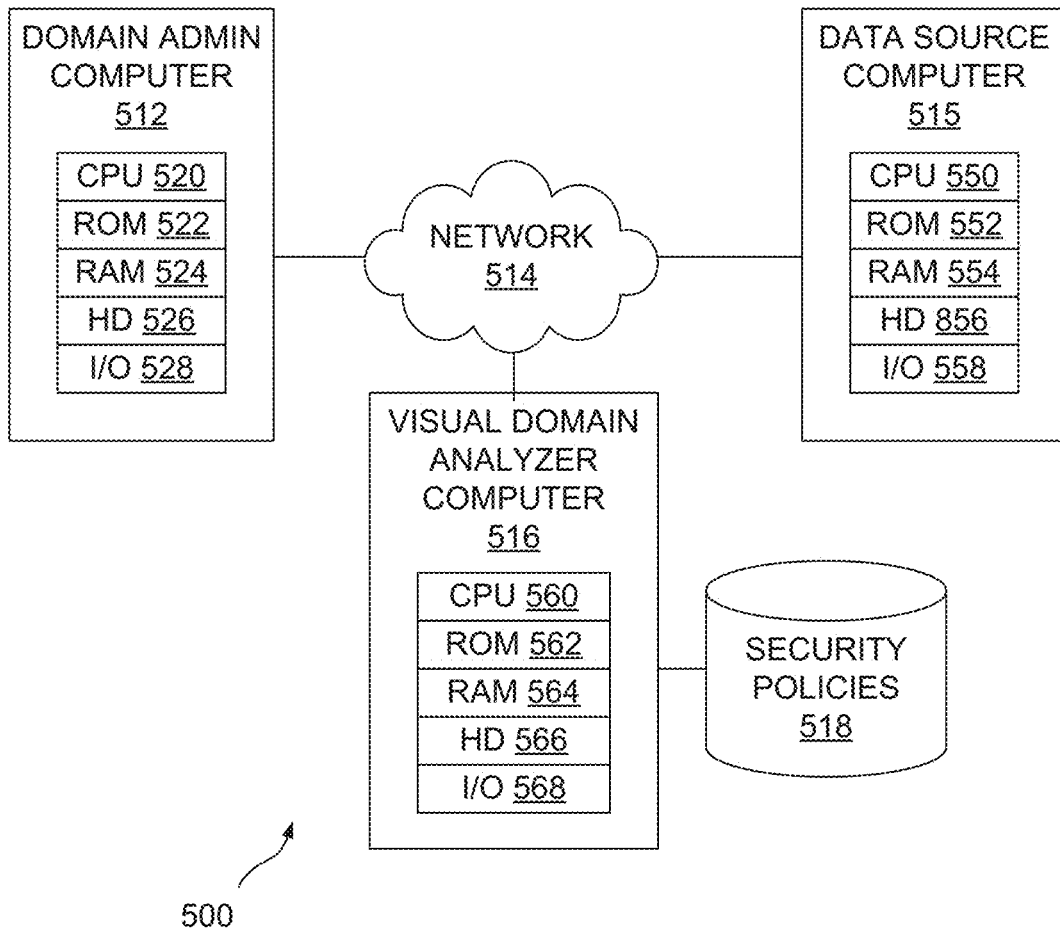 DOMAIN ADMIN
COMPUTER
512
CPU 520
ROM 522
RAM 524
HD 526
I/O 528
NETWORK
514
DATA SOURCE
COMPUTER
515
CPU 550
ROM 552
RAM 554
HD 856
I/O 558
VISUAL DOMAIN
ANALYZER
COMPUTER
516
CPU 560
ROM 562
RAM 564
HD 566
I/O 568
SECURITY
POLICIES
518
500